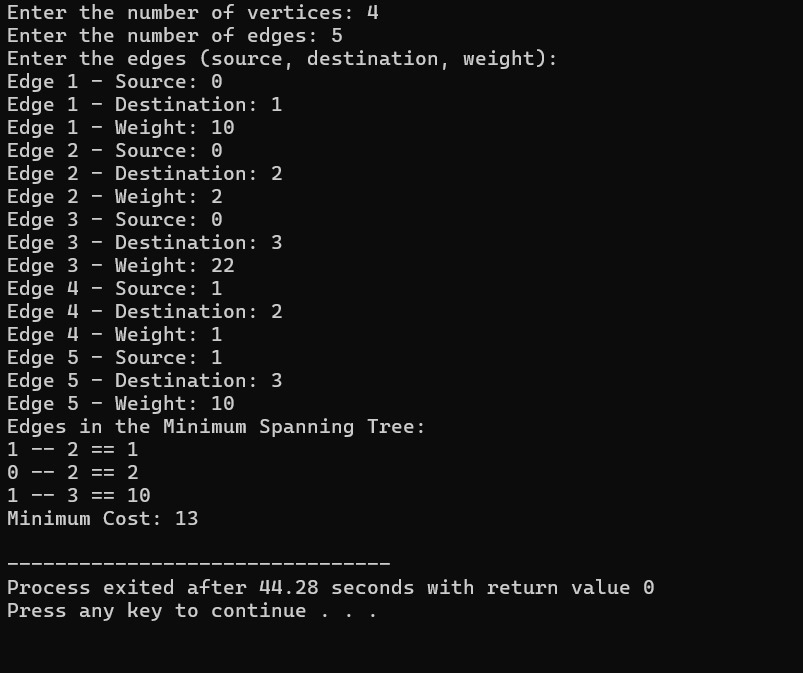 Enter the number of vertices: 4
Enter the number of edges: 5
Enter the edges (source, destination, weight):
Edge 1 - Source: 0
Edge 1 - Destination: 1
Edge 1 - Weight: 10
Edge 2 - Source: 0
Edge 2 - Destination: 2
Edge 2 - Weight: 2
Edge 3 - Source: 0
Edge 3 - Destination: 3
Edge 3 - Weight: 22
Edge 4 - Source: 1
Edge 4 - Destination: 2
Edge 4 - Weight: 1
Edge 5 - Source: 1
Edge 5 - Destination: 3
Edge 5 - Weight: 10
Edges in the Minimum Spanning Tree:
1 -- 2 == 1
0 -- 2 == 2
1 -- 3 == 10
Minimum Cost: 13
--------------------------------
Process exited after 44.28 seconds with return value 0
Press any key to continue . . .